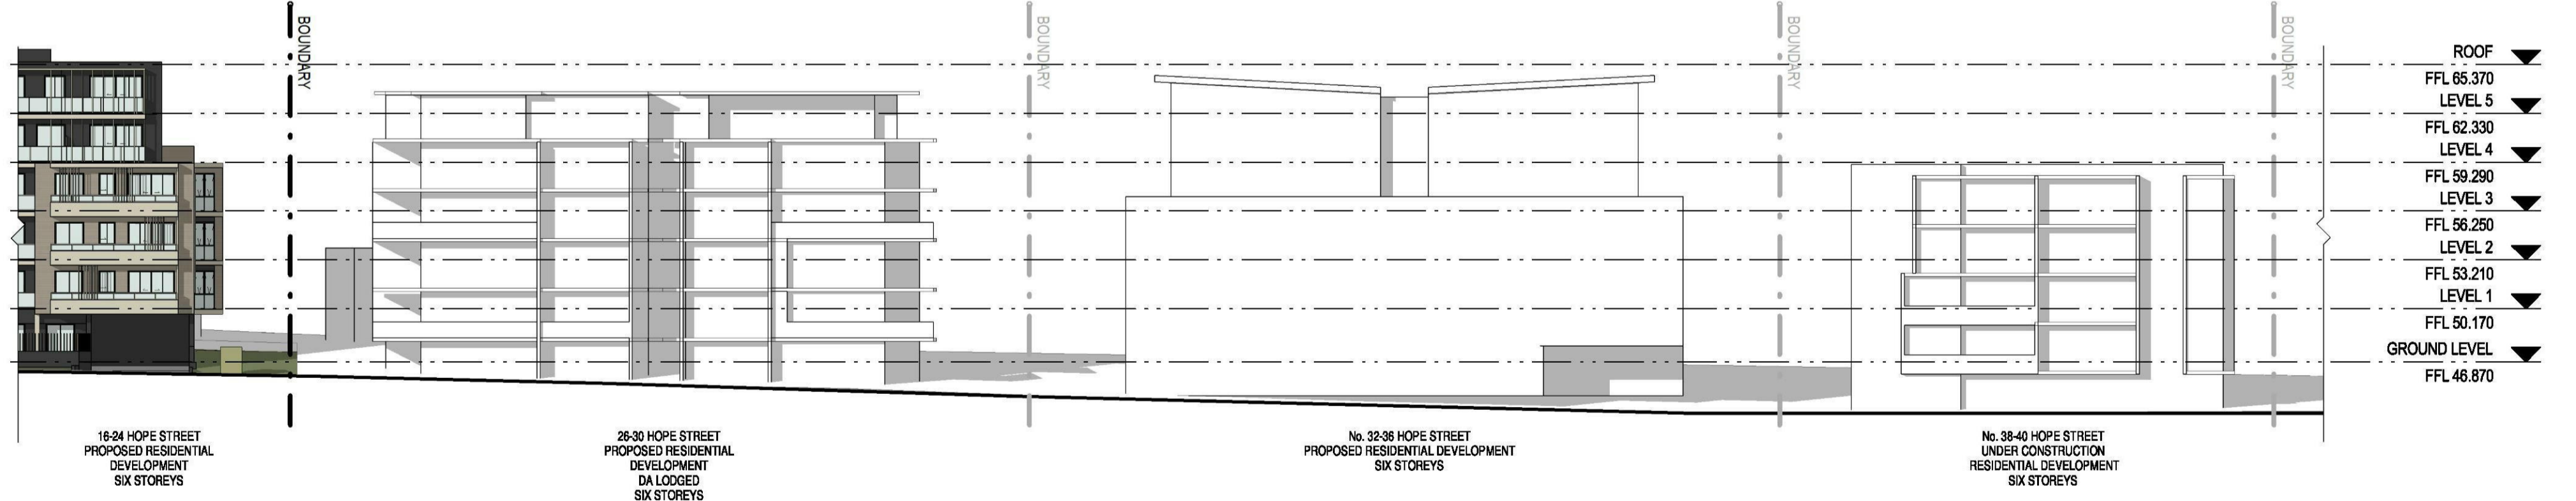 BOUNDARY
BOUNDARY
BOUNDARY
BOUNDARY
ROOF
FFL 65.370
LEVEL 5
FFL 62.330
LEVEL 4
FFL 59.290
LEVEL 3
FFL 56.250
LEVEL 2
FFL 53.210
LEVEL 1
FFL 50.170
GROUND LEVEL
FFL 46.870
16-24 HOPE STREET
PROPOSED RESIDENTIAL
DEVELOPMENT
SIX STOREYS
26-30 HOPE STREET
PROPOSED RESIDENTIAL
DEVELOPMENT
DA LODGED
SIX STOREYS
No. 32-36 HOPE STREET
PROPOSED RESIDENTIAL DEVELOPMENT
SIX STOREYS
No. 38-40 HOPE STREET
UNDER CONSTRUCTION
RESIDENTIAL DEVELOPMENT
SIX STOREYS